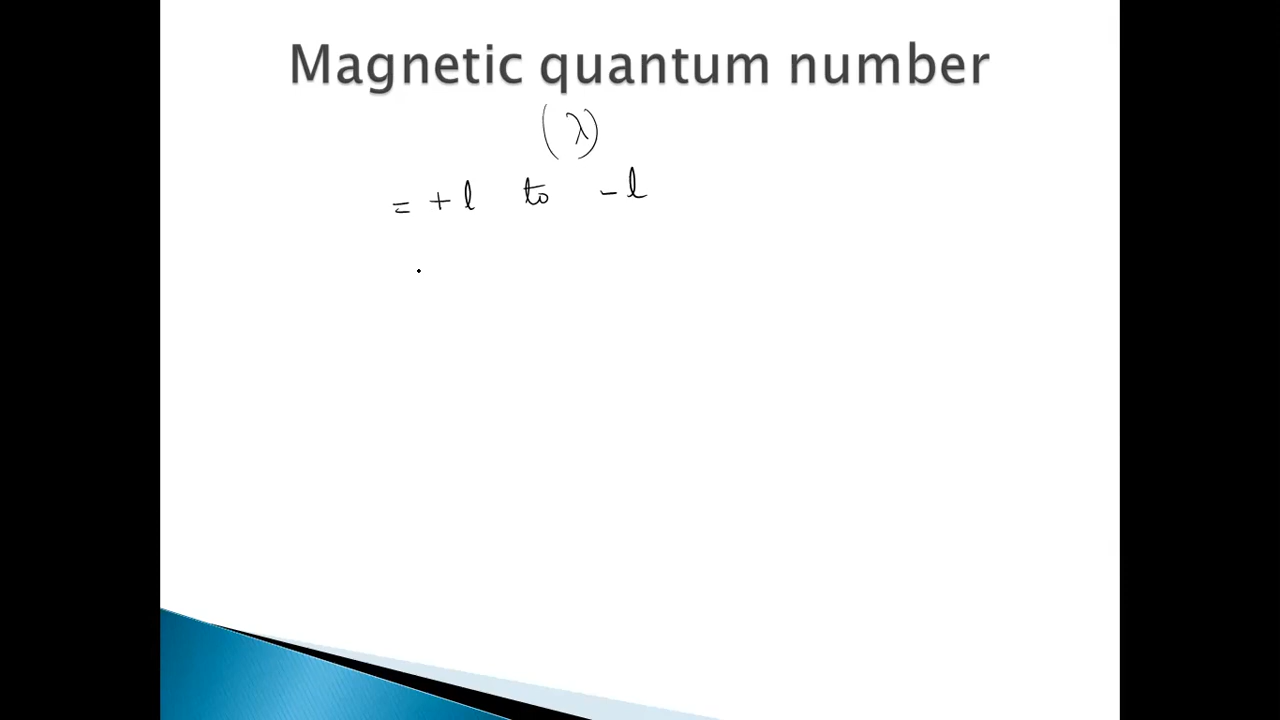 Magnetic quantum number
(λ)
= +l to -l